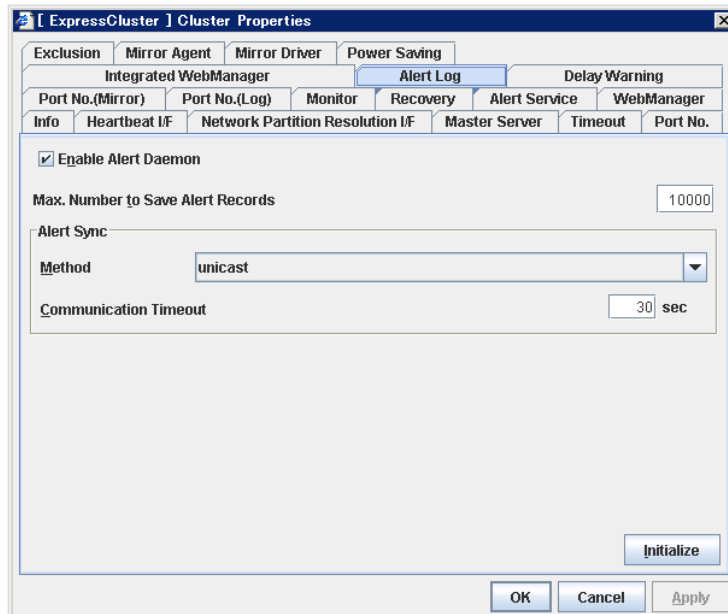 [ ExpressCluster ] Cluster Properties
Exclusion Mirror Agent Mirror Driver Power Saving
Integrated WebManager Alert Log Delay Warning
Port No.(Mirror) Port No.(Log) Monitor Recovery Alert Service WebManager
Info Heartbeat I/F Network Partition Resolution I/F Master Server Timeout Port No.
Enable Alert Daemon
Max. Number to Save Alert Records 10000
Alert Sync
Method unicast
Communication Timeout 30 sec
Initialize
OK Cancel Apply